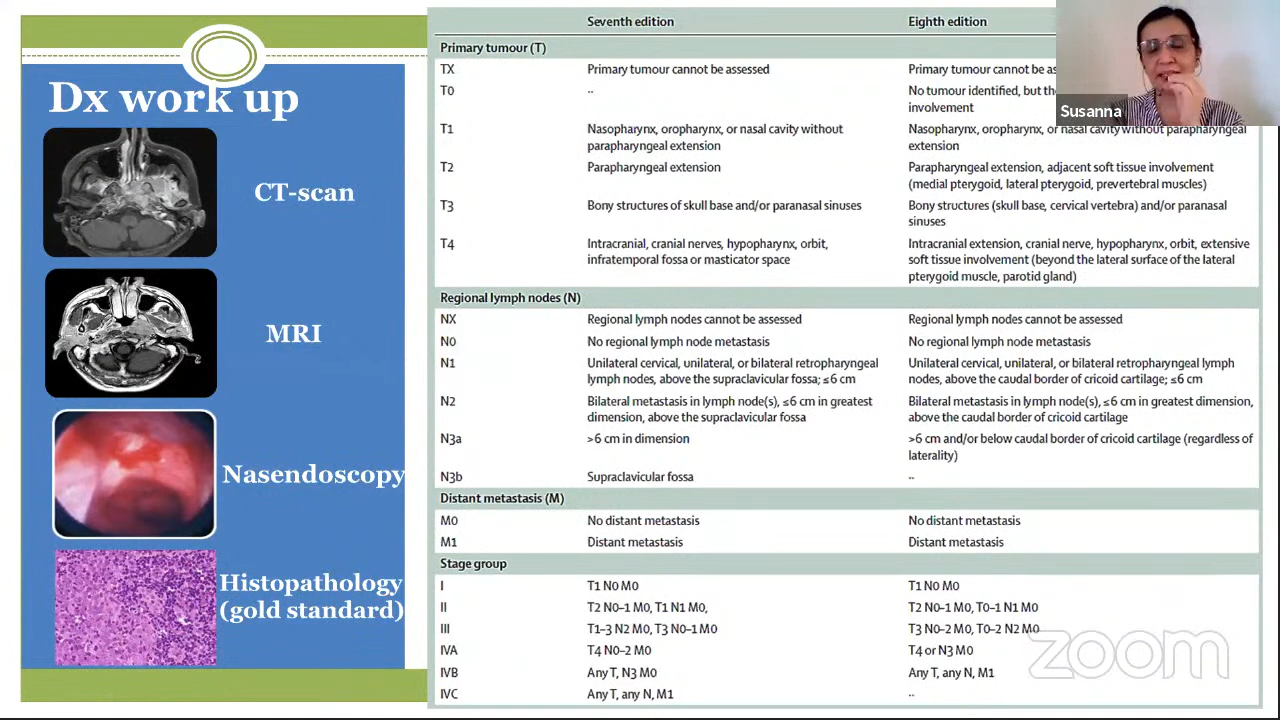 Dx work up
CT-scan
MRI
Nasendoscopy
Histopathology
(gold standard)
Seventh edition Eighth edition
Primary tumour (T)
TX Primary tumour cannot be assessed Primary tumour cannot be as
T0 .. No tumour identified, but the
involvement
T1 Nasopharynx, oropharynx, or nasal cavity without Nasopharynx, oropharynx, or nasal cavity without parapharyngeal
parapharyngeal extension extension
T2 Parapharyngeal extension Parapharyngeal extension, adjacent soft tissue involvement
(medial pterygoid, lateral pterygoid, prevertebral muscles)
T3 Bony structures of skull base and/or paranasal sinuses Bony structures (skull base, cervical vertebra) and/or paranasal
sinuses
T4 Intracranial, cranial nerves, hypopharynx, orbit, Intracranial extension, cranial nerve, hypopharynx, orbit, extensive
infratemporal fossa or masticator space soft tissue involvement (beyond the lateral surface of the lateral
pterygoid muscle, parotid gland)
Regional lymph nodes (N)
NX Regional lymph nodes cannot be assessed Regional lymph nodes cannot be assessed
N0 No regional lymph node metastasis No regional lymph node metastasis
N1 Unilateral cervical, unilateral, or bilateral retropharyngeal Unilateral cervical, unilateral, or bilateral retropharyngeal lymph
lymph nodes, above the supraclavicular fossa; ≤6 cm nodes, above the caudal border of cricoid cartilage; ≤6 cm
N2 Bilateral metastasis in lymph node(s), ≤6 cm in greatest Bilateral metastasis in lymph node(s), ≤6 cm in greatest dimension,
dimension, above the supraclavicular fossa above the caudal border of cricoid cartilage
N3a >6 cm in dimension >6 cm and/or below caudal border of cricoid cartilage (regardless of
laterality)
N3b Supraclavicular fossa ..
Distant metastasis (M)
M0 No distant metastasis No distant metastasis
M1 Distant metastasis Distant metastasis
Stage group
I T1 N0 M0 T1 N0 M0
II T2 N0–1 M0, T1 N1 M0, T2 N0–1 M0, T0–1 N1 M0
III T1–3 N2 M0, T3 N0–1 M0 T3 N0–2 M0, T0–2 N2 M0
IVA T4 N0–2 M0 T4 or N3 M0
IVB Any T, N3 M0 Any T, any N, M1
IVC Any T, any N, M1 ..
Susanna
zoom